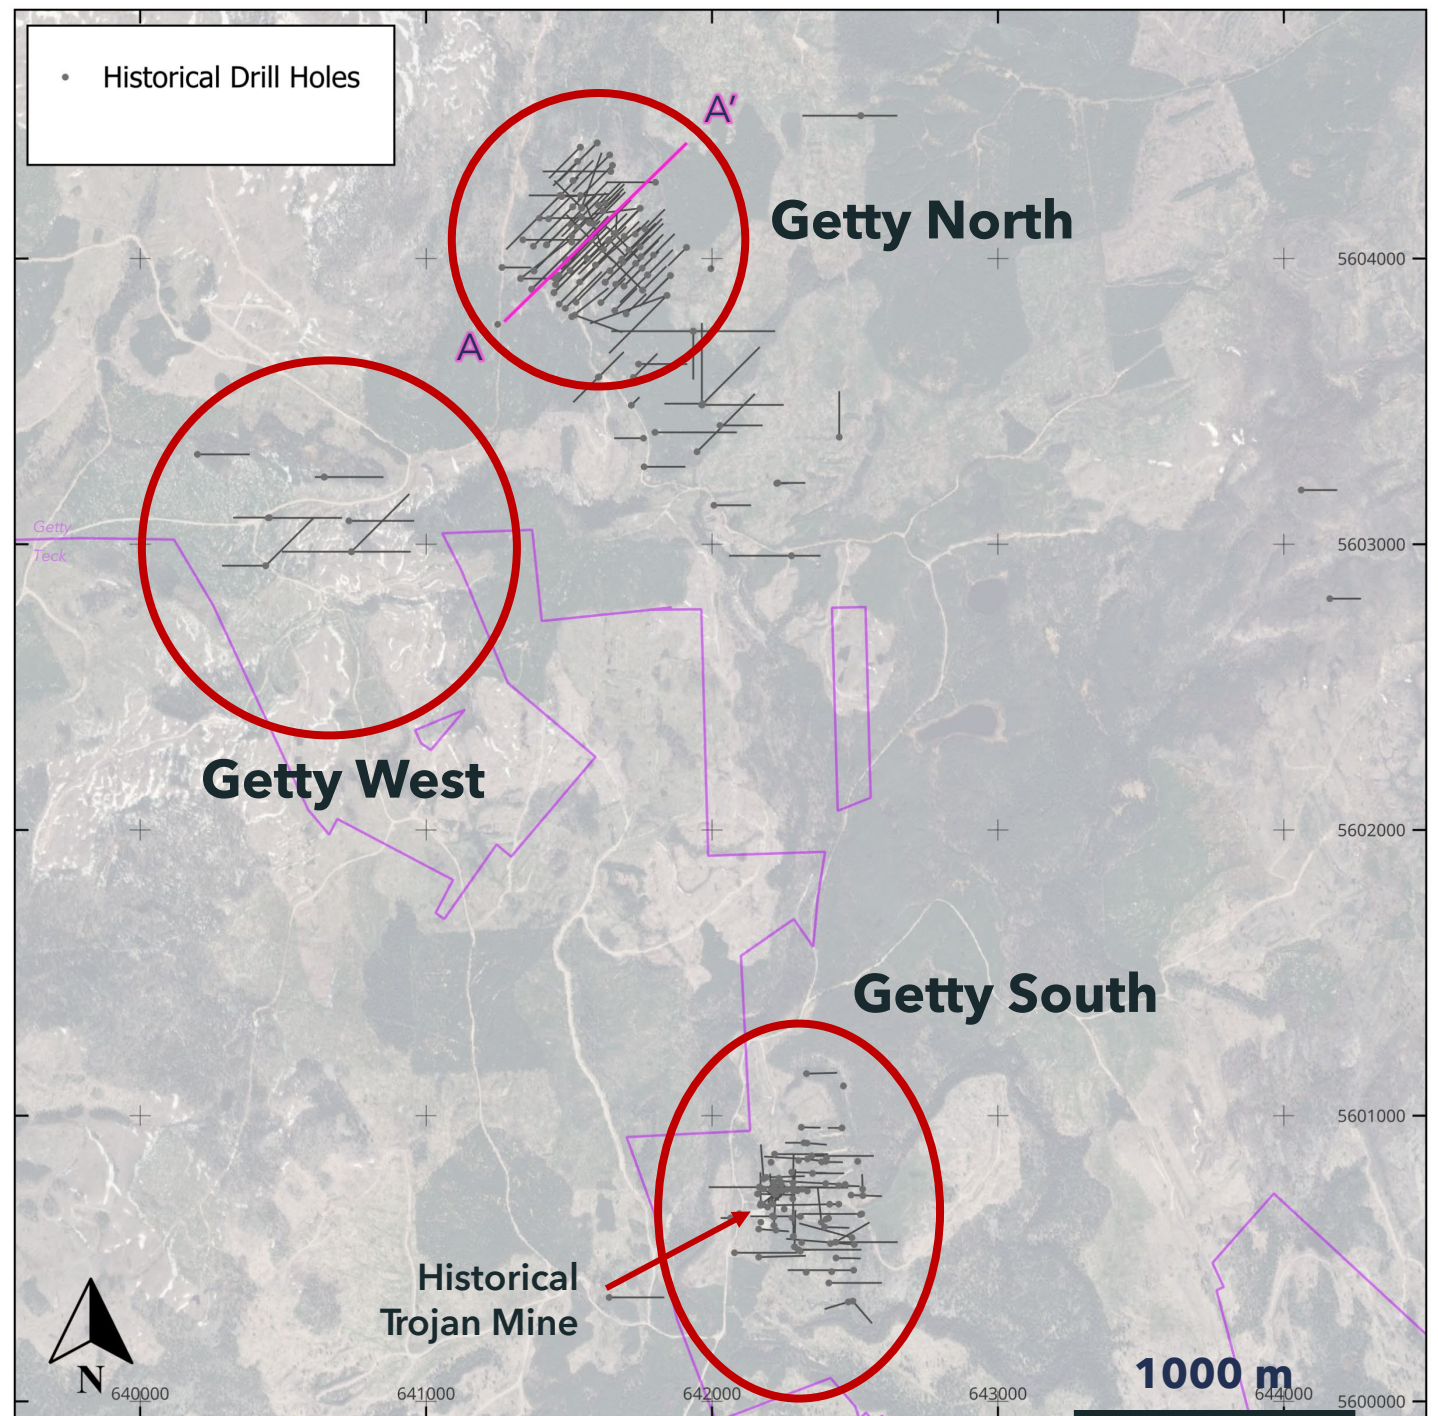 Historical Drill Holes
A’
Getty North
5604000
A
Getty
Teck
5603000
Getty West
5602000
Getty South
5601000
Historical
Trojan Mine
N
1000 m
640000
641000
642000
643000
644000
5600000